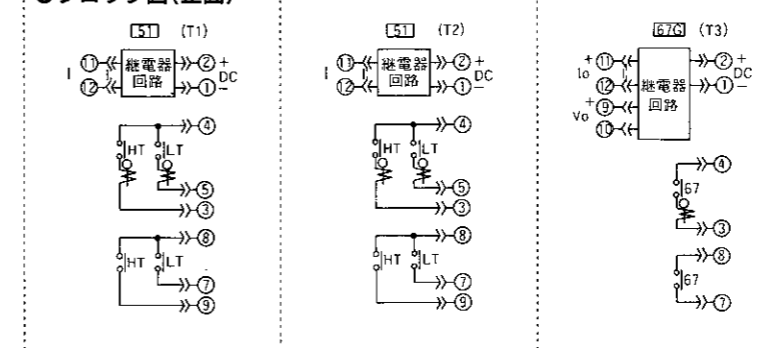 ●ブロック図(正面)
51 (T1)
I
⑪
⑫
継電器
回路
② +
DC
① −
④
HT LT
⑤
③
⑧
HT LT
⑦
⑨
51 (T2)
I
⑪
⑫
継電器
回路
② +
DC
① −
④
HT LT
⑤
③
⑧
HT LT
⑦
⑨
67G (T3)
+ ⑪
Io
⑫
+ ⑨
Vo
⑩
継電器
回路
② +
DC
① −
④
67
③
⑧
67
⑦